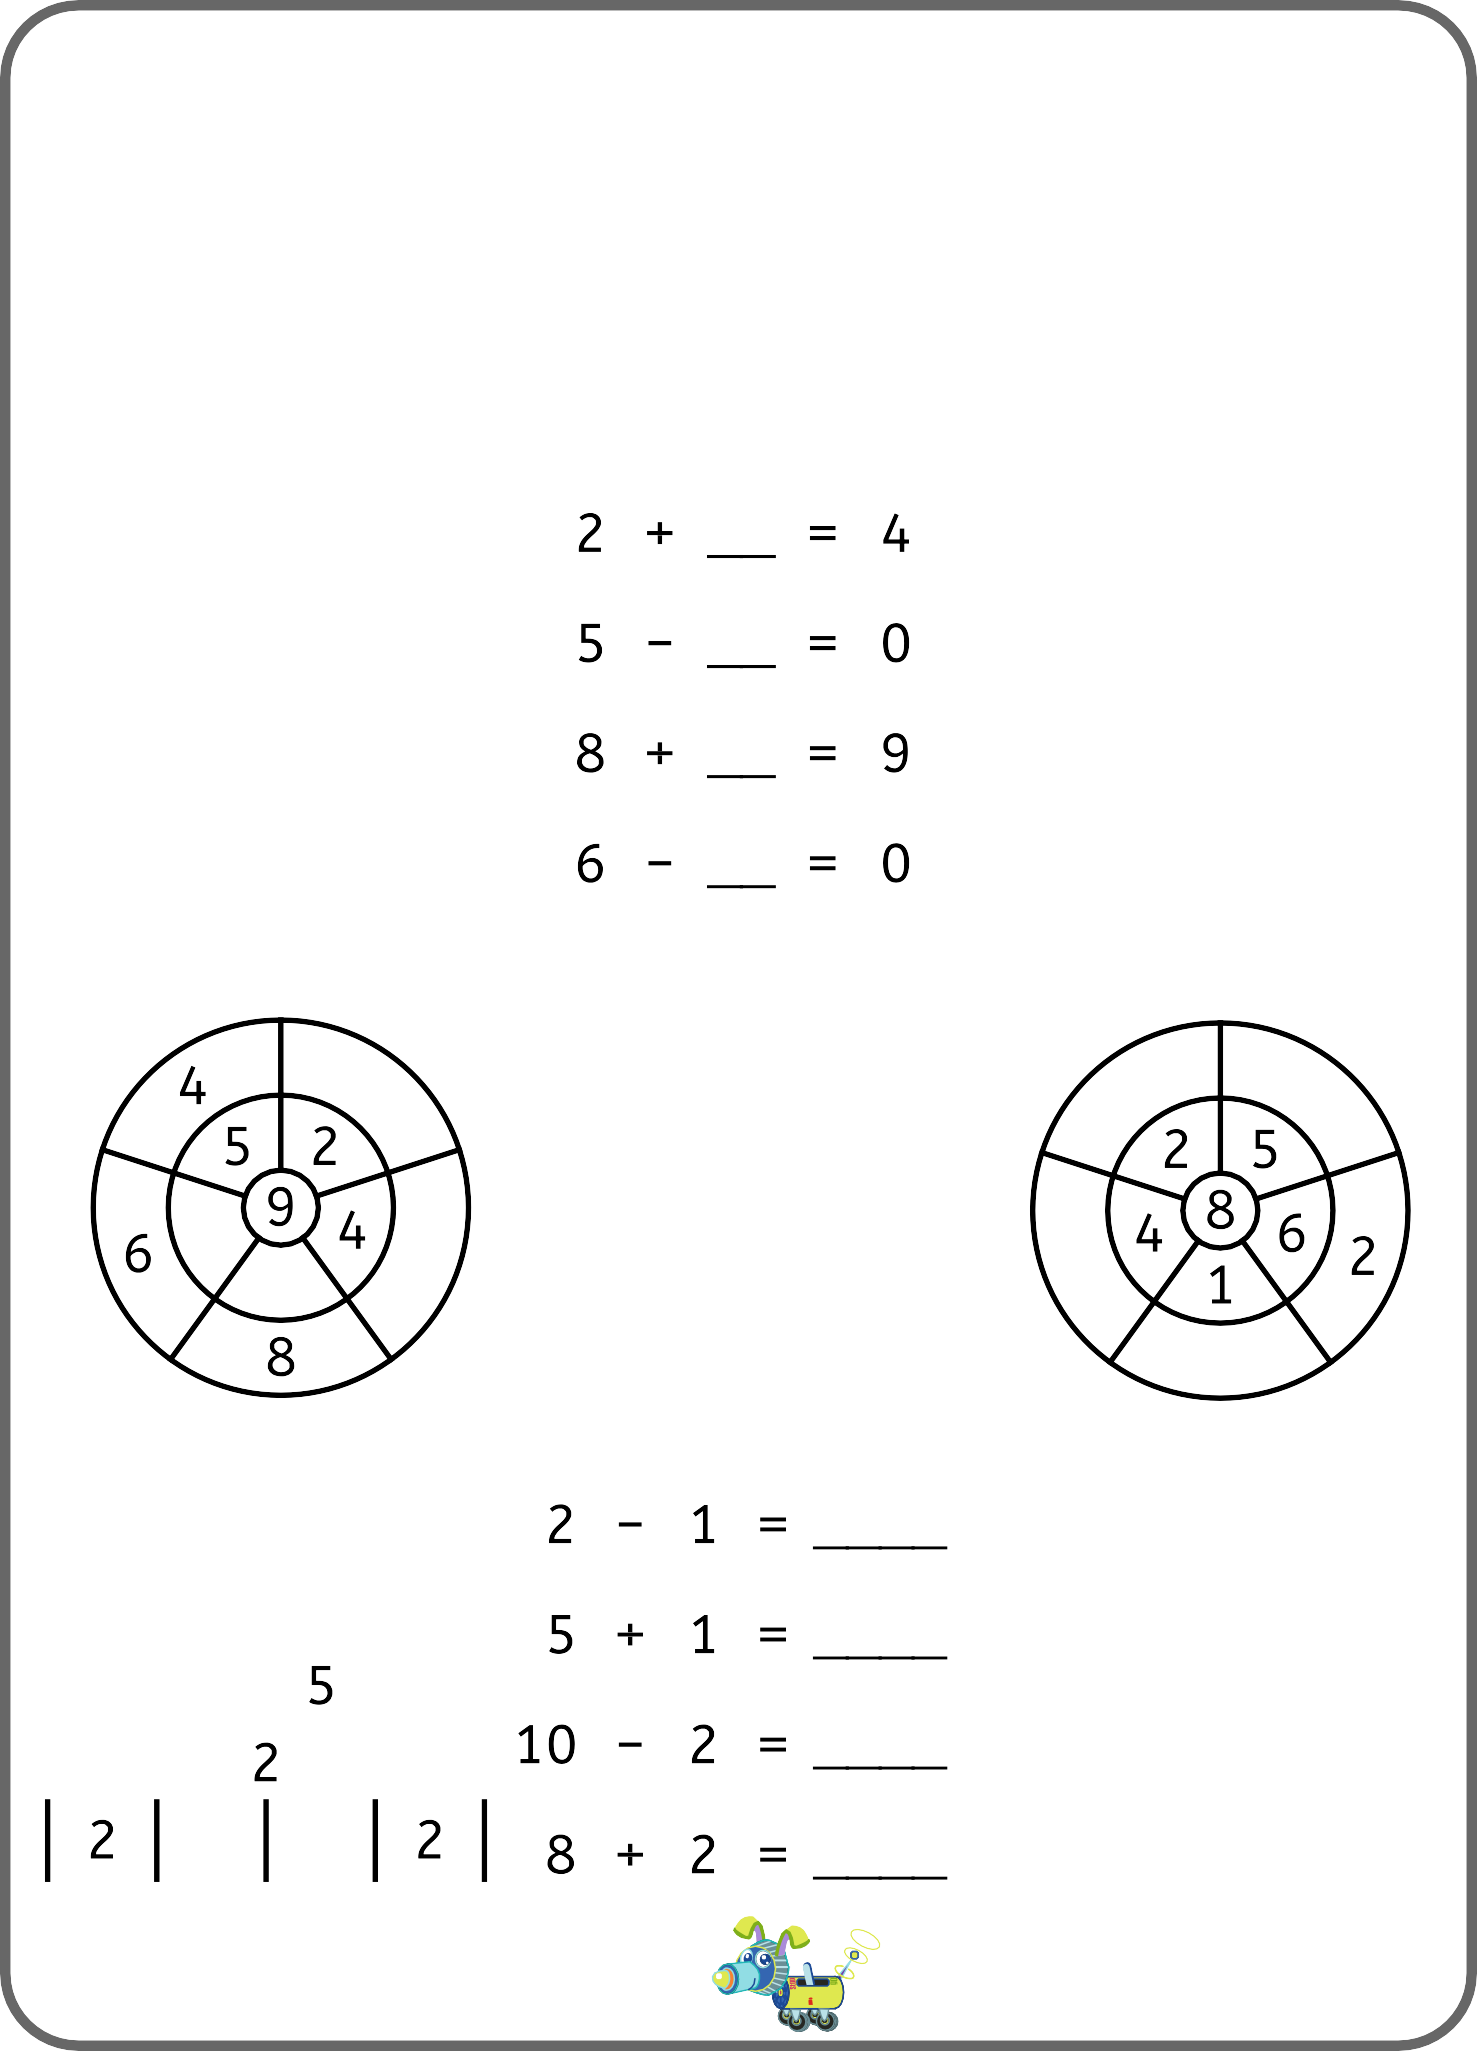 2 + __ = 4
5 - __ = 0
8 + __ = 9
6 - __ = 0
4
5 2
9
6 4
8
2 5
8
4 6 2
1
2 - 1 = ____
5 + 1 = ____
10 - 2 = ____
8 + 2 = ____
5
2
2 2